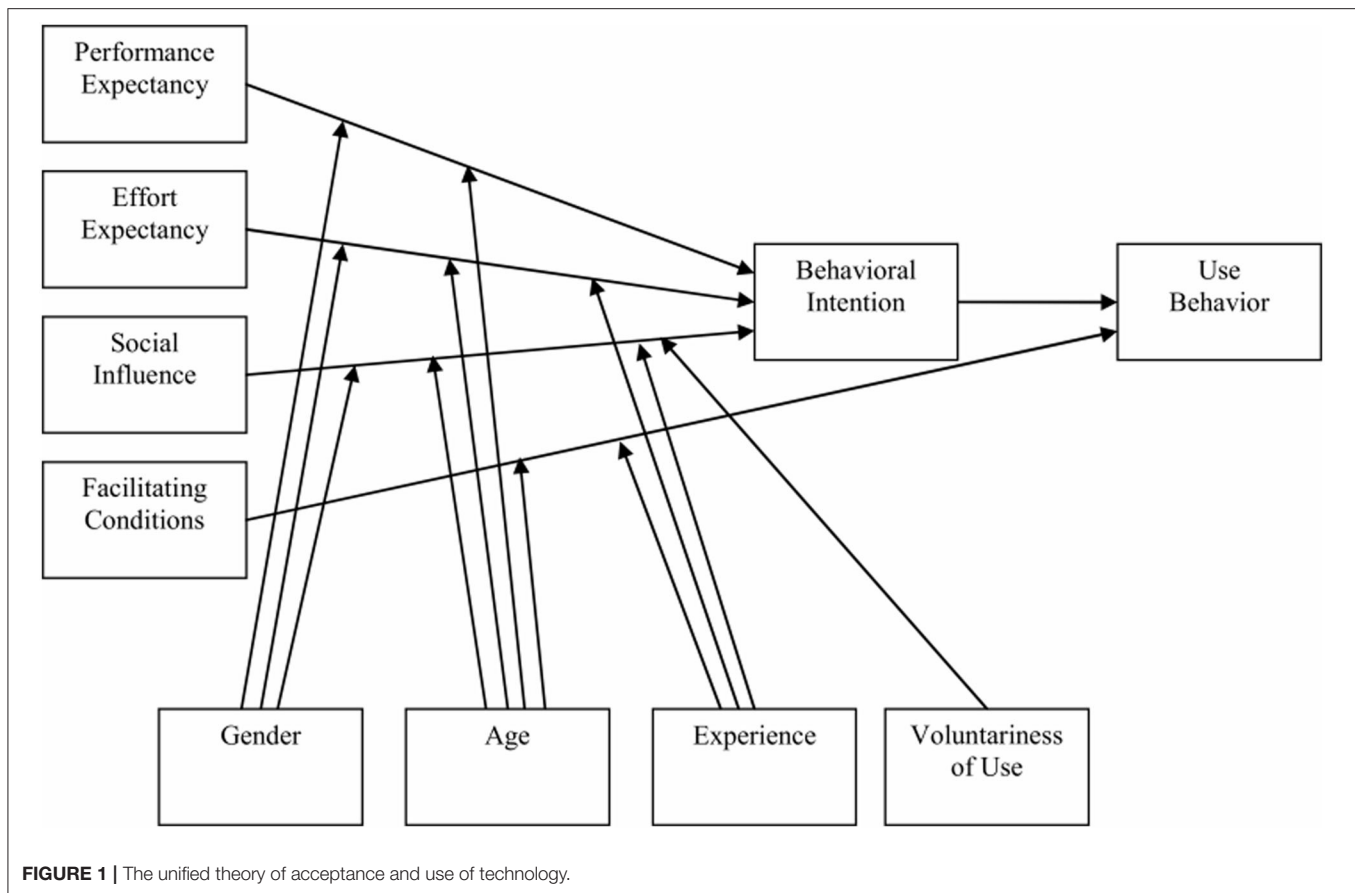 Performance
Expectancy
Effort
Expectancy
Social
Influence
Facilitating
Conditions
Behavioral
Intention
Use
Behavior
Gender
Age
Experience
Voluntariness
of Use
FIGURE 1 | The unified theory of acceptance and use of technology.